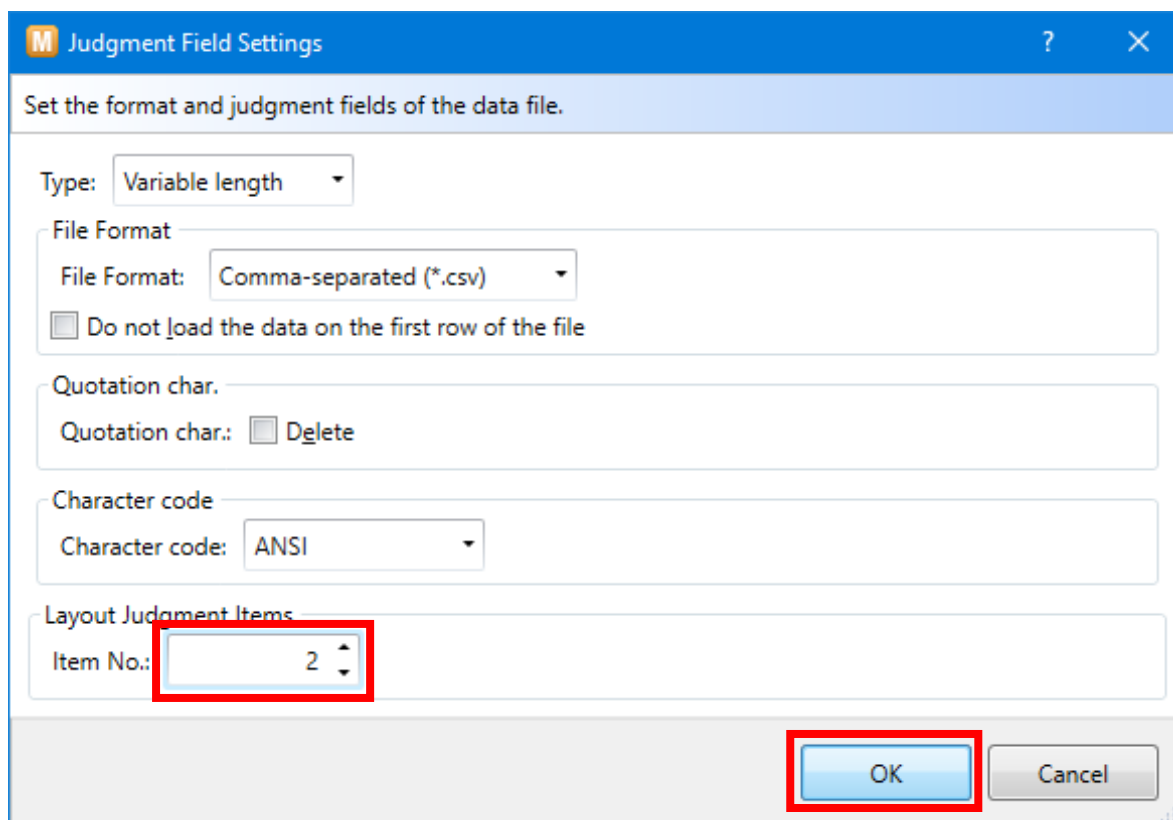 M Judgment Field Settings ?
Set the format and judgment fields of the data file.
Type: Variable length
File Format
File Format: Comma-separated (*.csv)
Do not load the data on the first row of the file
Quotation char.
Quotation char.: Delete
Character code
Character code: ANSI
Layout Judgment Items
Item No.: 2
OK Cancel